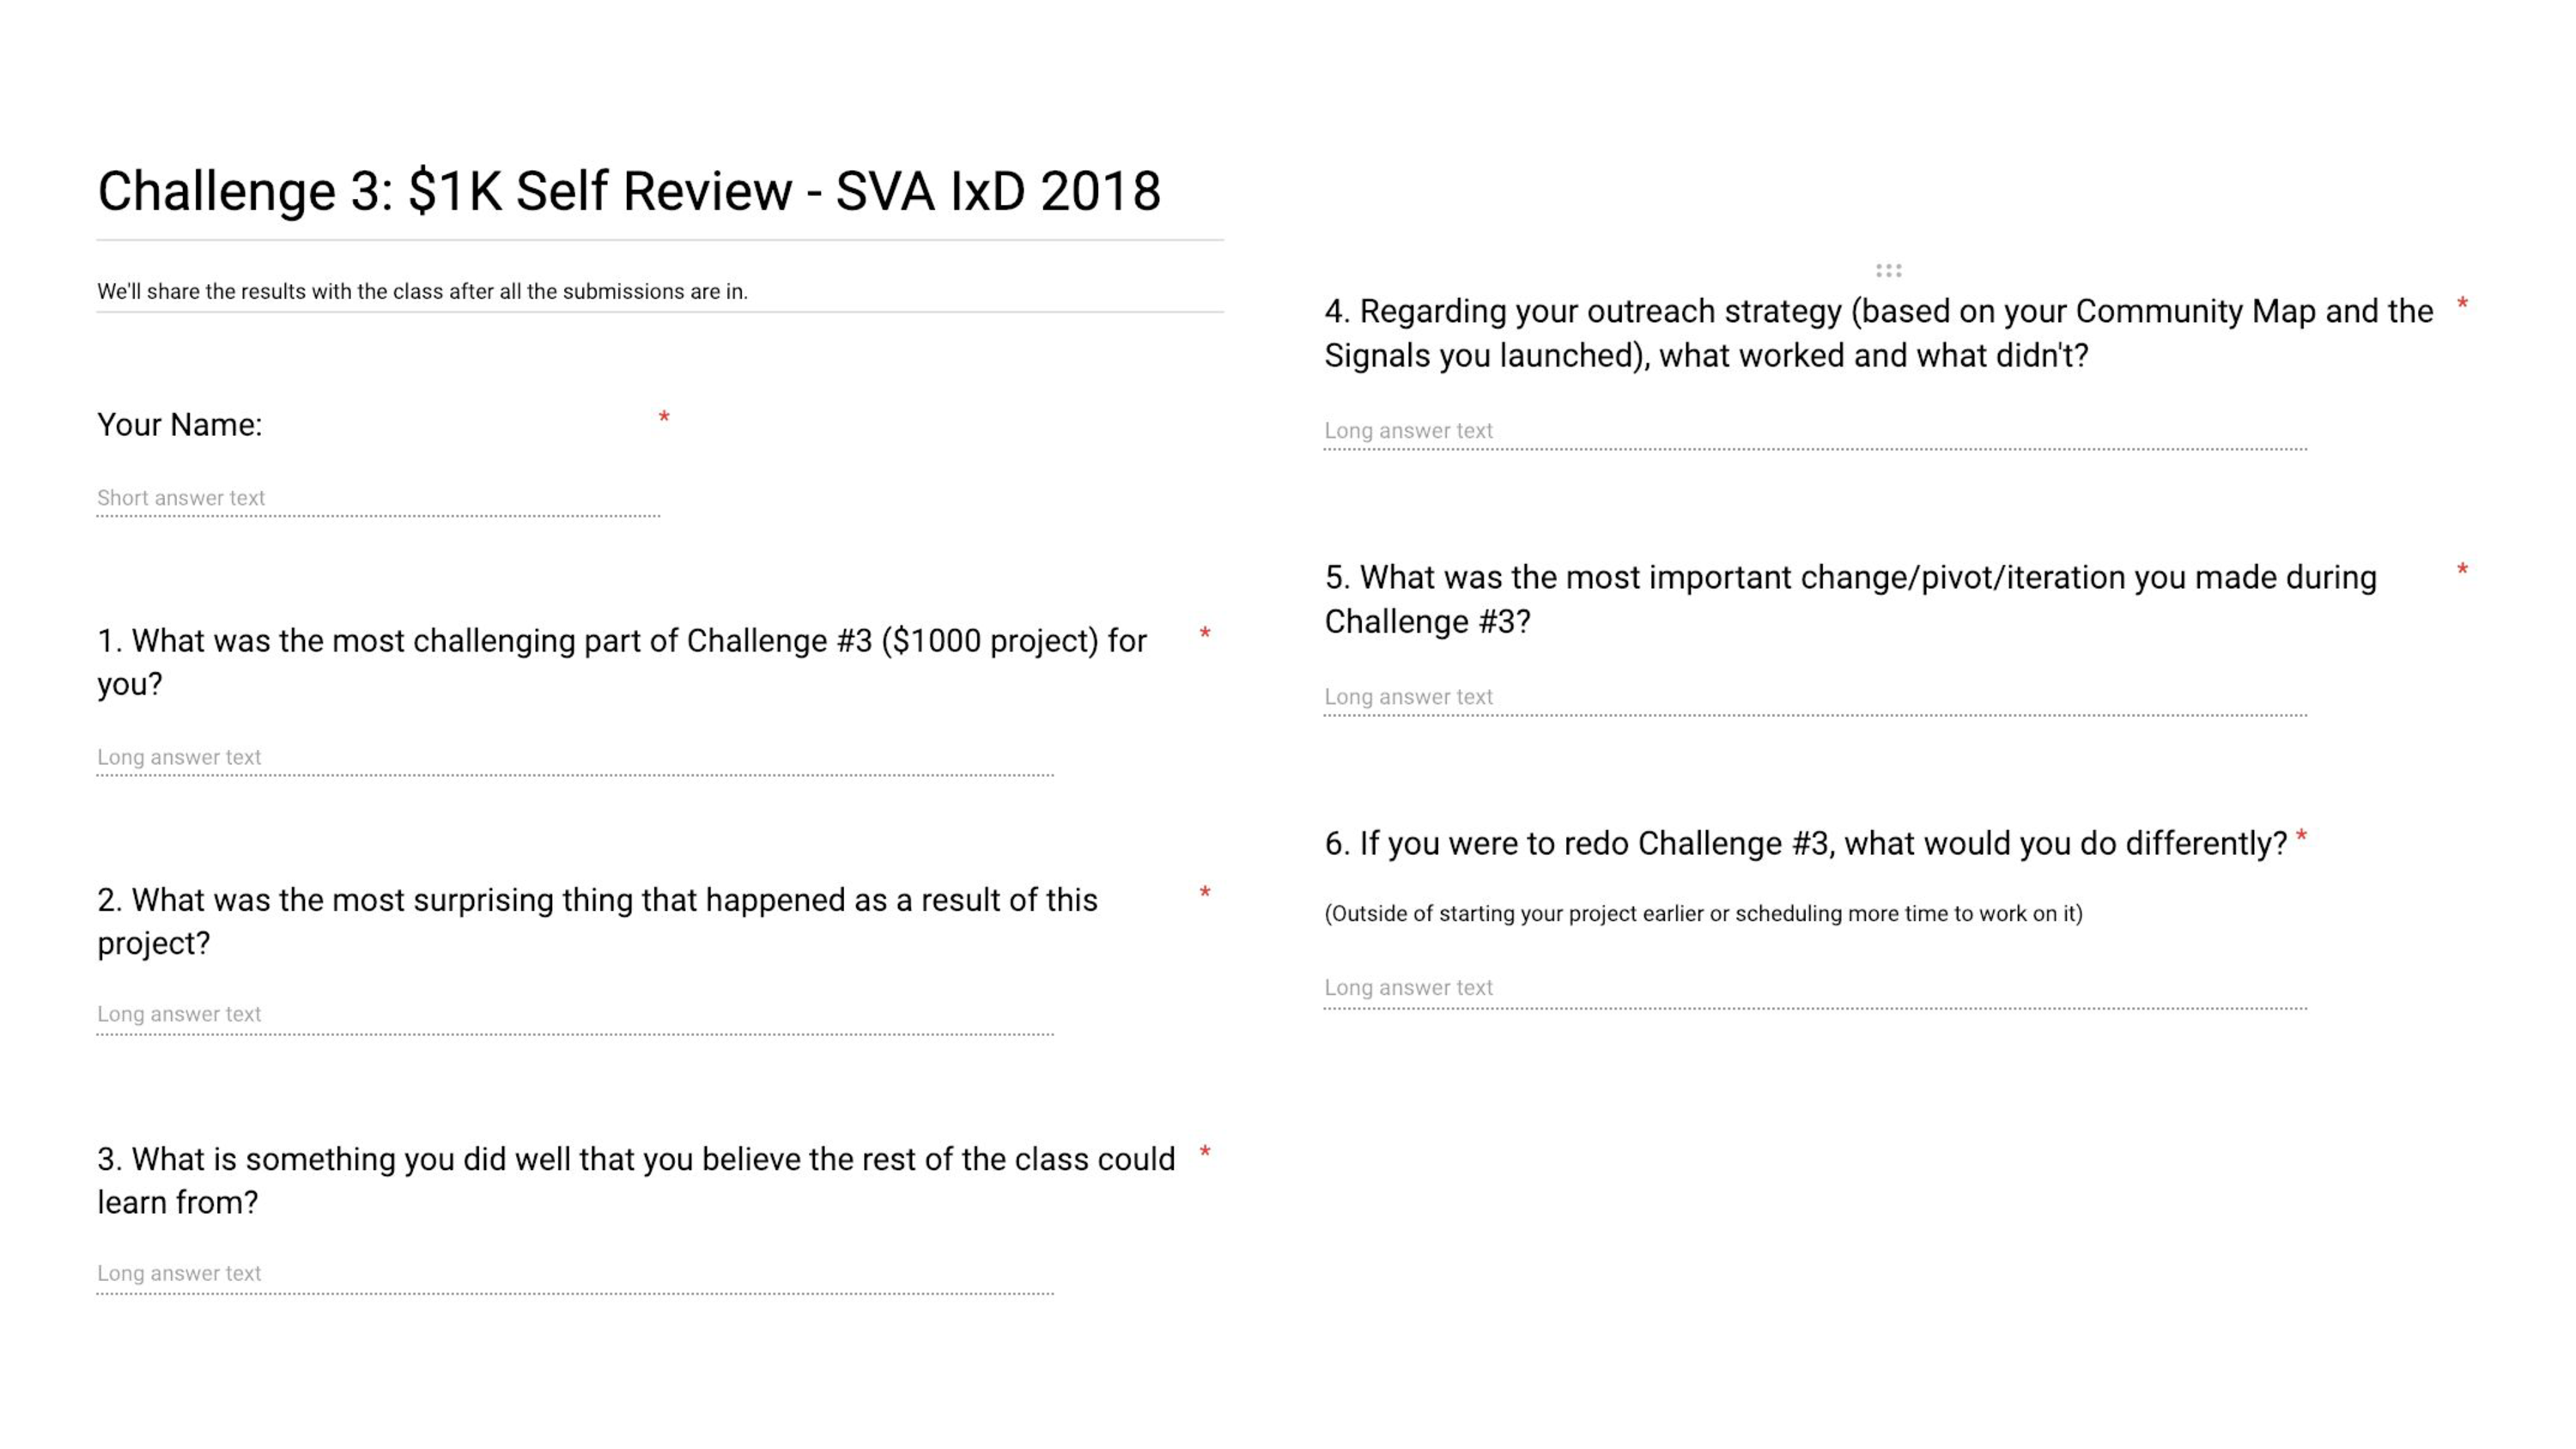 Challenge 3: $1K Self Review - SVA IxD 2018
We'll share the results with the class after all the submissions are in.
Your Name: *
Short answer text
1. What was the most challenging part of Challenge #3 ($1000 project) for *
you?
Long answer text
2. What was the most surprising thing that happened as a result of this *
project?
Long answer text
3. What is something you did well that you believe the rest of the class could *
learn from?
Long answer text
4. Regarding your outreach strategy (based on your Community Map and the *
Signals you launched), what worked and what didn't?
Long answer text
5. What was the most important change/pivot/iteration you made during *
Challenge #3?
Long answer text
6. If you were to redo Challenge #3, what would you do differently? *
(Outside of starting your project earlier or scheduling more time to work on it)
Long answer text